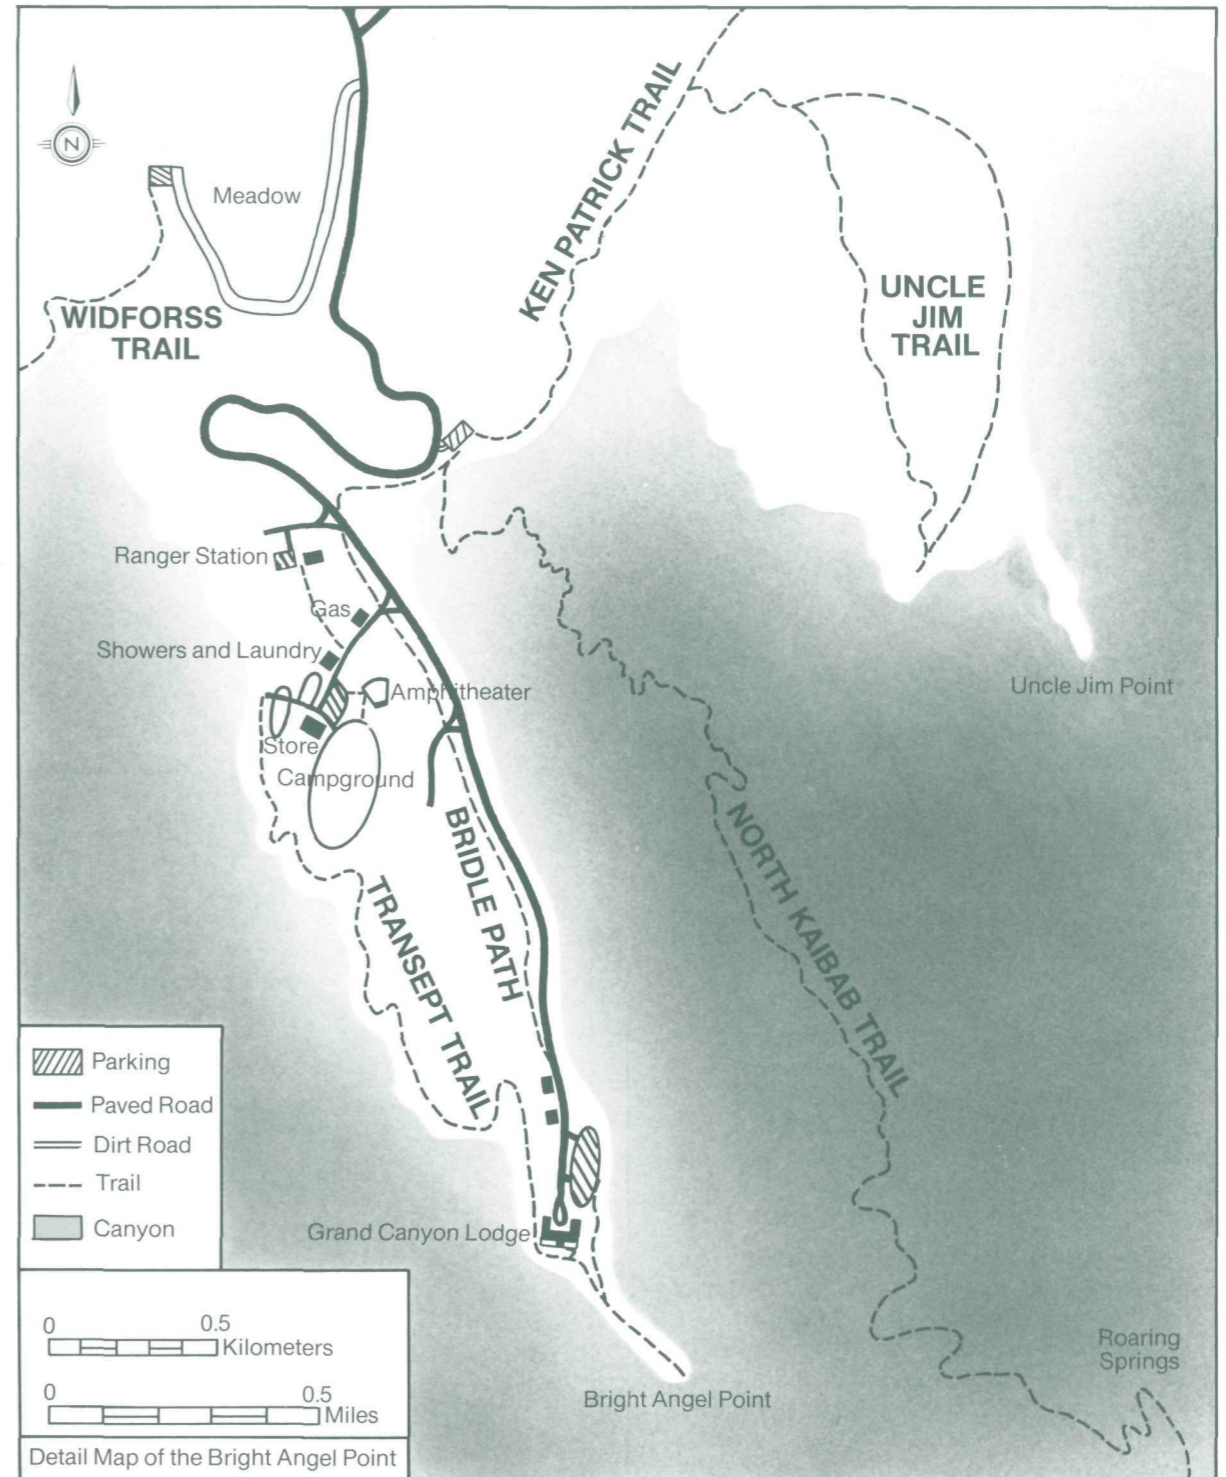 N
Meadow
KEN PATRICK TRAIL
WIDFORSS
TRAIL
UNCLE
JIM
TRAIL
Ranger Station
Gas
Showers and Laundry
Amphitheater
Uncle Jim Point
Store
Campground
BRIDLE PATH
NORTH KAIBAB TRAIL
TRANSEPT TRAIL
Parking
Paved Road
Dirt Road
Trail
Canyon
Grand Canyon Lodge
0 0.5
Kilometers
0 0.5
Miles
Roaring
Springs
Bright Angel Point
Detail Map of the Bright Angel Point